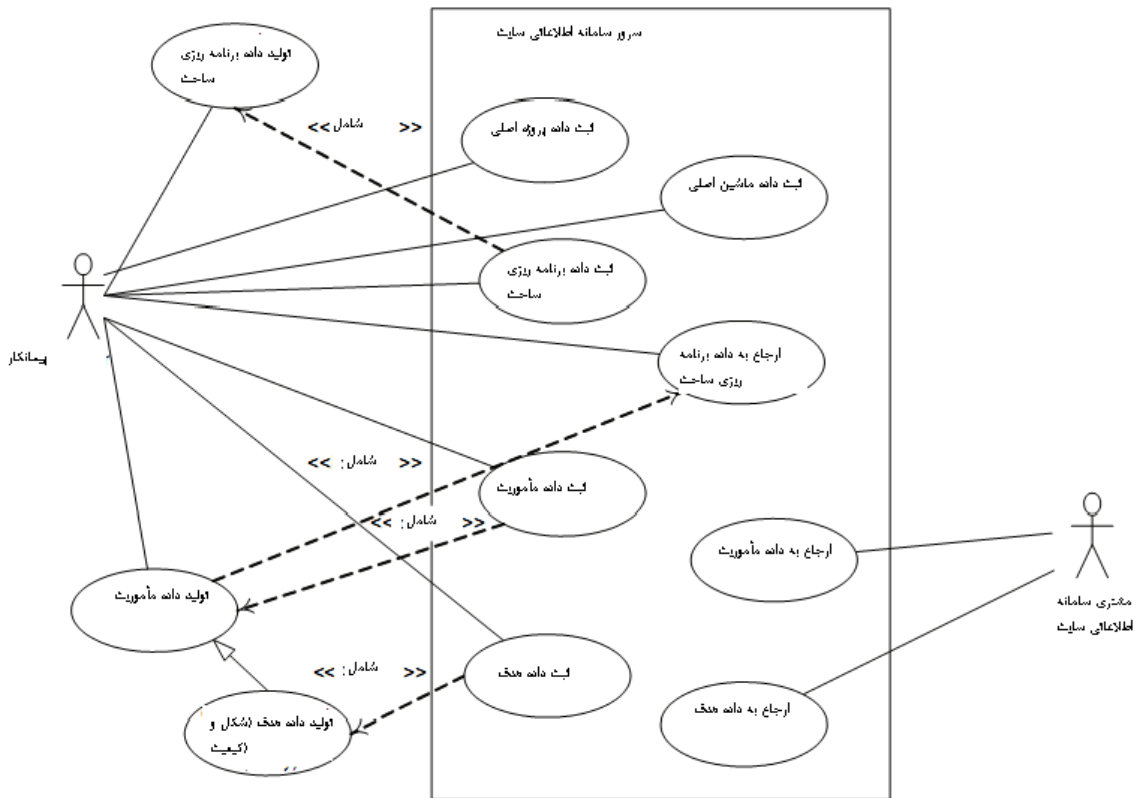 سرور سامانه اطلاعاتی سایت
تولید داده برنامه ریزی
ساخت
<< شامل >>
ثبت داده پروژه اصلی
ثبت داده ماشین اصلی
ثبت داده برنامه ریزی
ساخت
پیمانکار
ارجاع به داده برنامه
ریزی ساخت
<< شامل: >>
ثبت داده مأموریت
<< شامل: >>
ارجاع به داده مأموریت
تولید داده مأموریت
مشتری سامانه
اطلاعاتی سایت
<< شامل: >>
ثبت داده هدف
ارجاع به داده هدف
تولید داده هدف (شکل و
کیفیت)